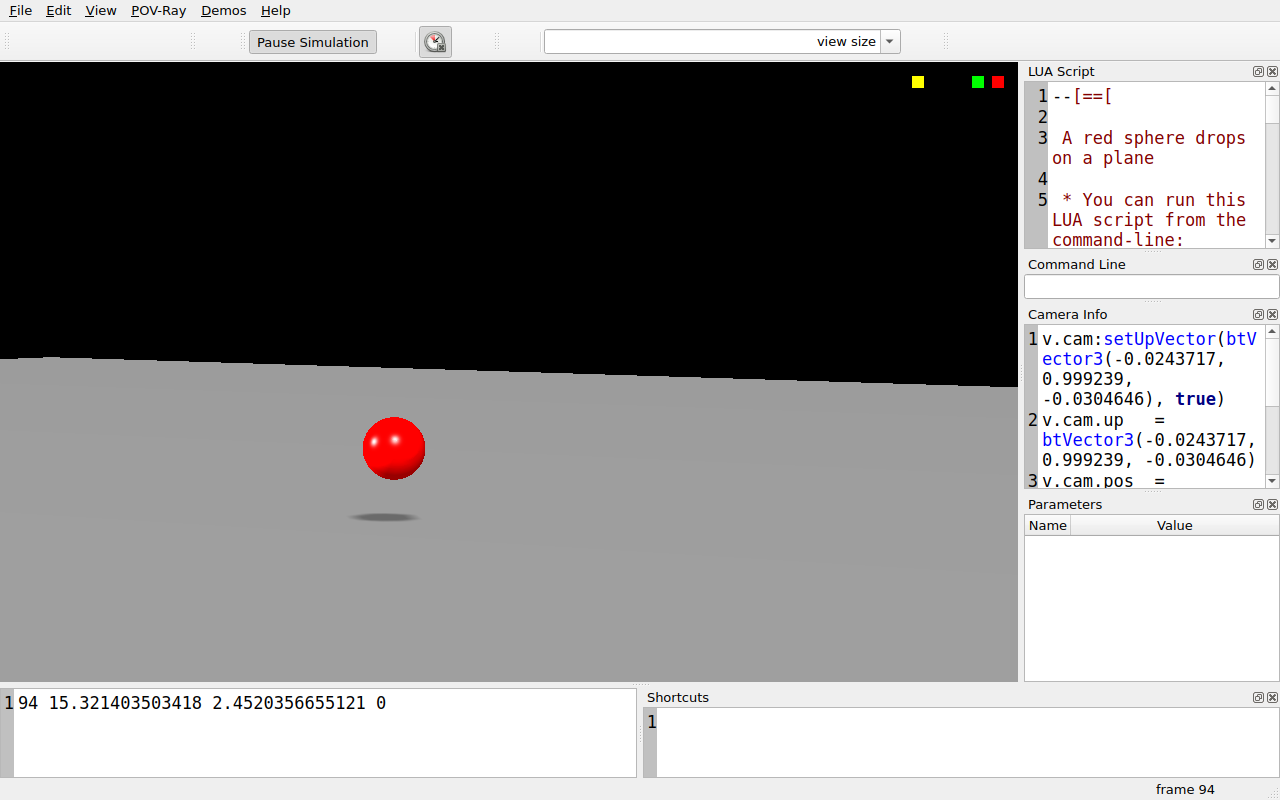 File Edit View POV-Ray Demos Help
Pause Simulation
view size
LUA Script
1 --[==[
2
3  A red sphere drops
on a plane
4
5  * You can run this
LUA script from the
command-line:
Command Line
Camera Info
1 v.cam:setUpVector(btV
ector3(-0.0243717,
0.999239,
-0.0304646), true)
2 v.cam.up   =
btVector3(-0.0243717,
0.999239, -0.0304646)
3 v.cam.pos  =
Parameters
Name Value
1 94 15.321403503418 2.4520356655121 0
Shortcuts
1
frame 94